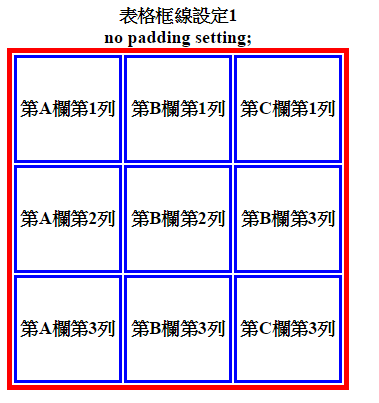 表格框線設定1
no padding setting;
第A欄第1列 第B欄第1列 第C欄第1列
第A欄第2列 第B欄第2列 第B欄第3列
第A欄第3列 第B欄第3列 第C欄第3列